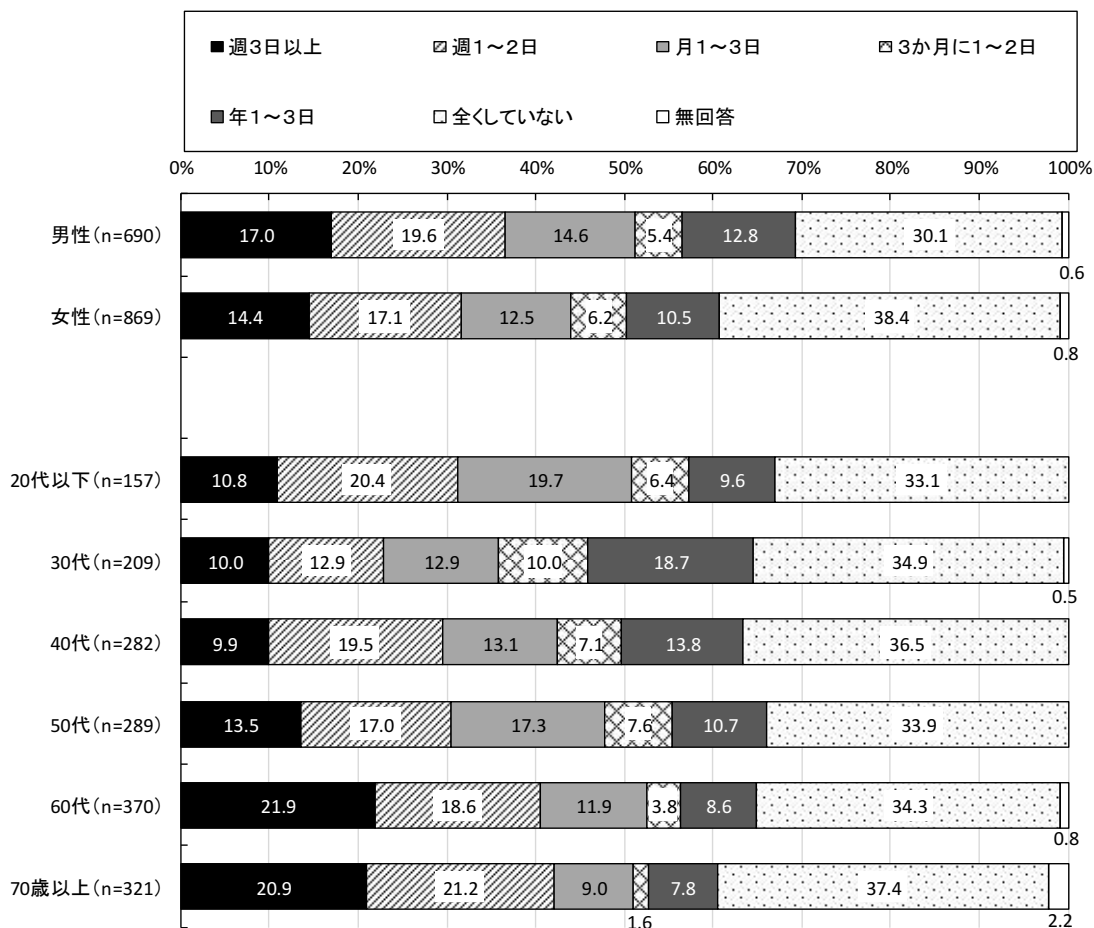 週3日以上 週1～2日 月1～3日 3か月に1～2日
年1～3日 全くしていない 無回答
0% 10% 20% 30% 40% 50% 60% 70% 80% 90% 100%
男性(n=690) 17.0 19.6 14.6 5.4 12.8 30.1
0.6
女性(n=869) 14.4 17.1 12.5 6.2 10.5 38.4
0.8
20代以下(n=157) 10.8 20.4 19.7 6.4 9.6 33.1
30代(n=209) 10.0 12.9 12.9 10.0 18.7 34.9
0.5
40代(n=282) 9.9 19.5 13.1 7.1 13.8 36.5
50代(n=289) 13.5 17.0 17.3 7.6 10.7 33.9
60代(n=370) 21.9 18.6 11.9 3.8 8.6 34.3
0.8
70歳以上(n=321) 20.9 21.2 9.0 7.8 37.4
1.6 2.2